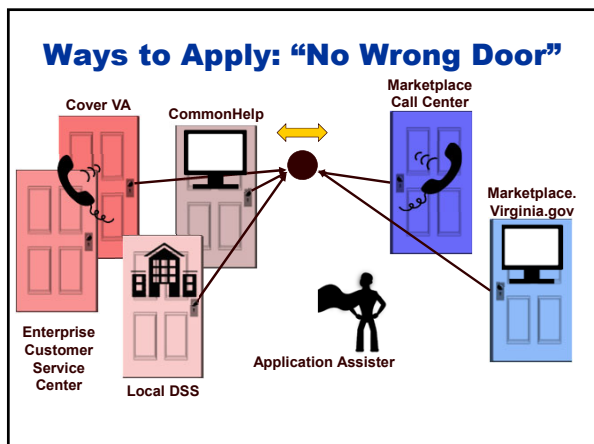 Ways to Apply: “No Wrong Door”
Cover VA
CommonHelp
Marketplace
Call Center
Marketplace.
Virginia.gov
Enterprise
Customer
Service
Center
Local DSS
Application Assister